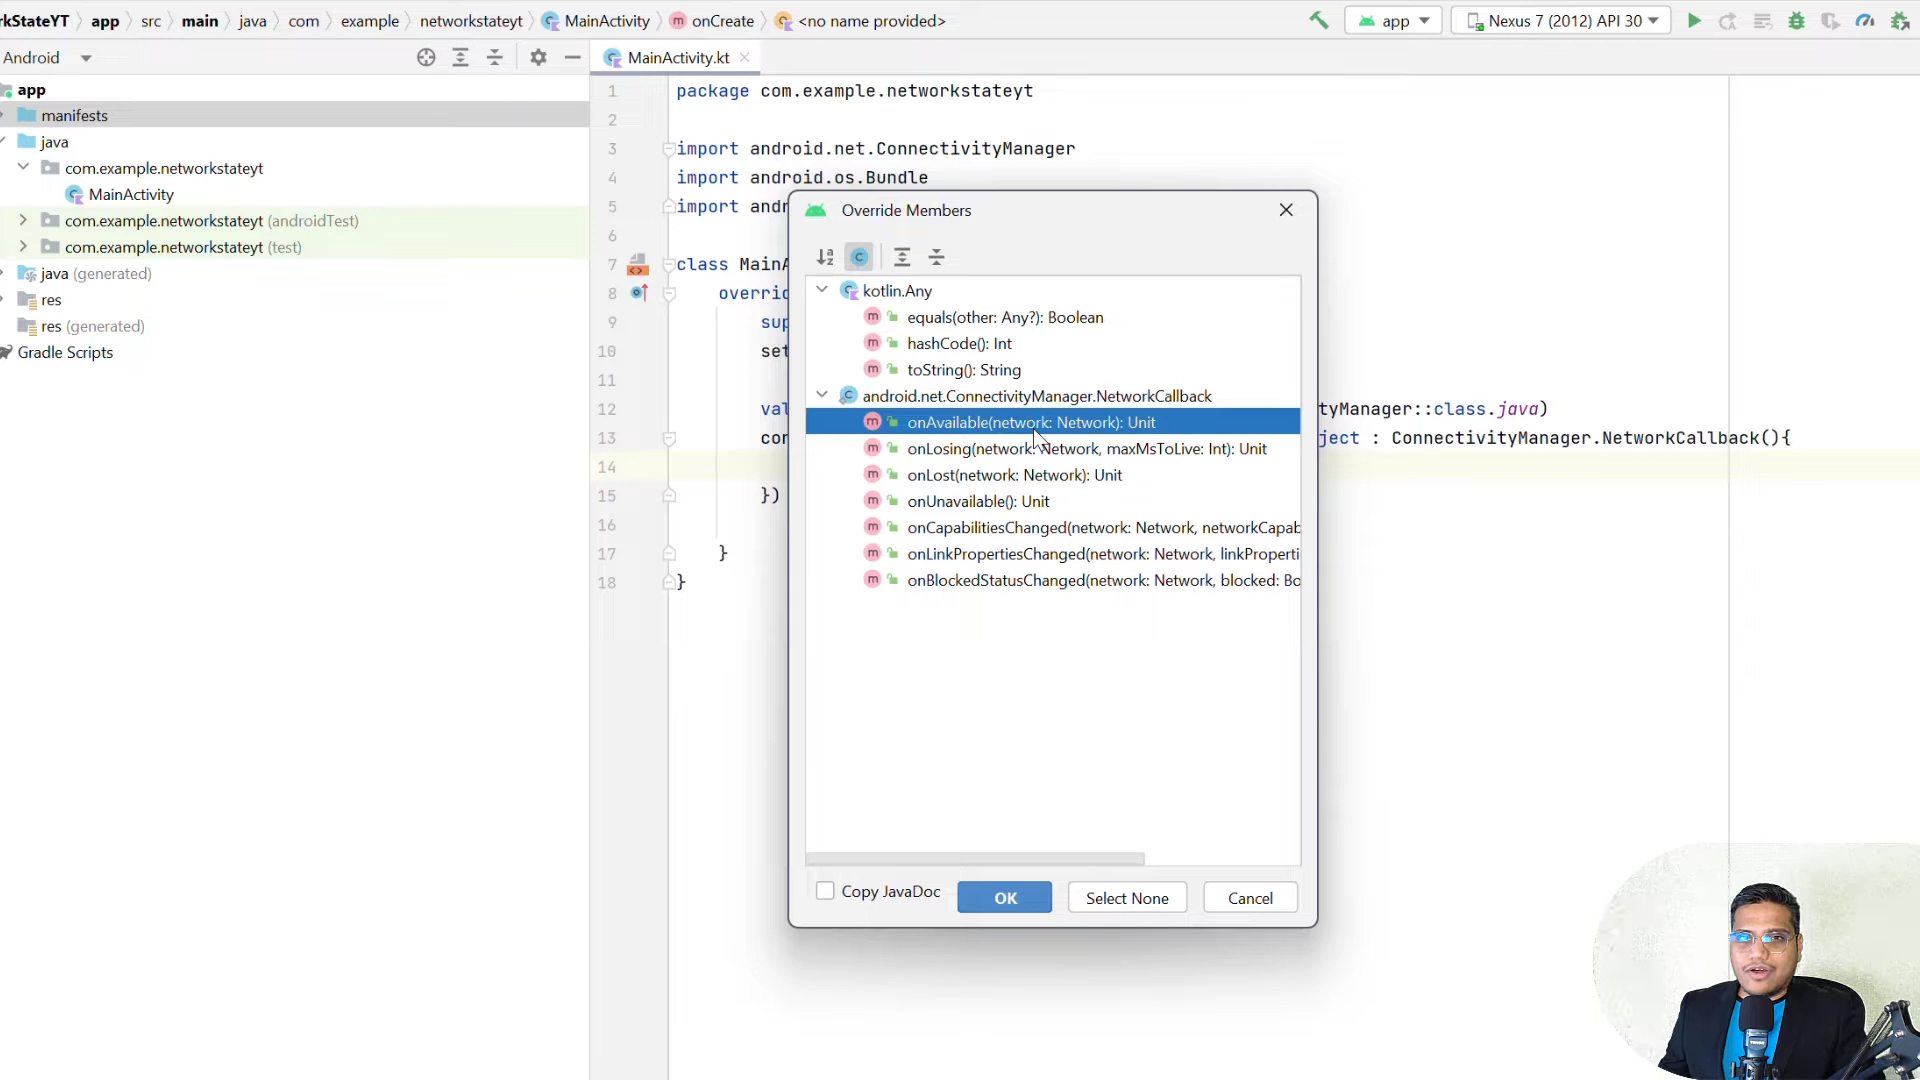 rkStateYT app src main java com example networkstateyt MainActivity onCreate <no name provided> app Nexus 7 (2012) API 30
Android
MainActivity.kt
app
manifests
java
com.example.networkstateyt
MainActivity
com.example.networkstateyt (androidTest)
com.example.networkstateyt (test)
java (generated)
res
res (generated)
Gradle Scripts
1 package com.example.networkstateyt
2
3 import android.net.ConnectivityManager
4 import android.os.Bundle
5 import andr
6
7 class MainA
8 overrid
9 sup
10 set
11
12 val tyManager::class.java)
13 con ject : ConnectivityManager.NetworkCallback(){
14
15 })
16
17 }
18 }
Override Members
kotlin.Any
equals(other: Any?): Boolean
hashCode(): Int
toString(): String
android.net.ConnectivityManager.NetworkCallback
onAvailable(network: Network): Unit
onLosing(network: Network, maxMsToLive: Int): Unit
onLost(network: Network): Unit
onUnavailable(): Unit
onCapabilitiesChanged(network: Network, networkCapab
onLinkPropertiesChanged(network: Network, linkProperti
onBlockedStatusChanged(network: Network, blocked: Bo
Copy JavaDoc
OK
Select None
Cancel